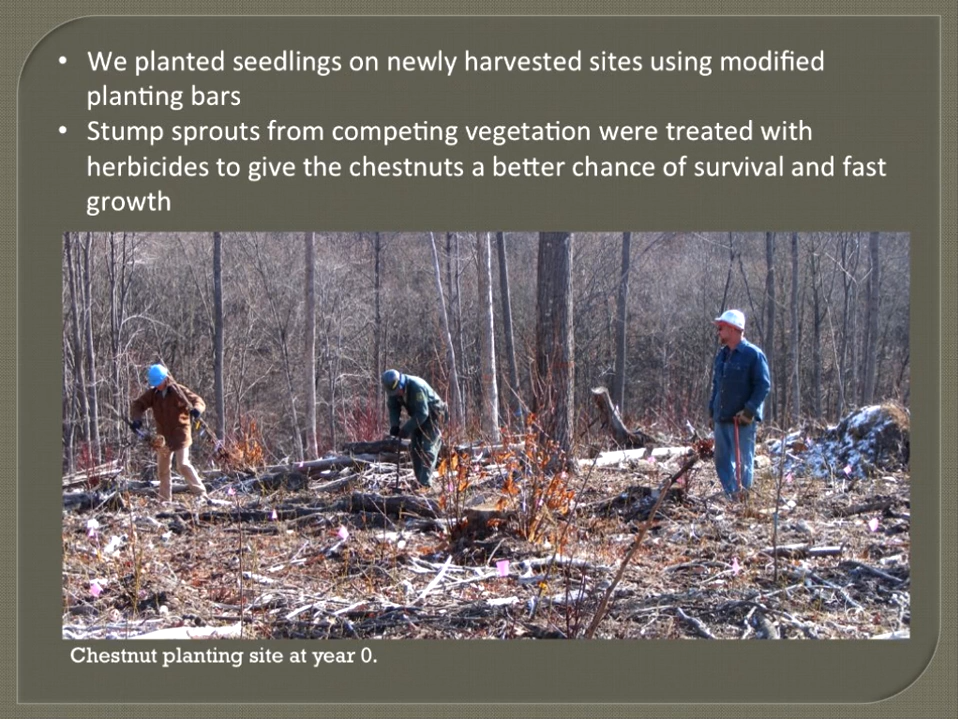 • We planted seedlings on newly harvested sites using modified
planting bars
• Stump sprouts from competing vegetation were treated with
herbicides to give the chestnuts a better chance of survival and fast
growth
Chestnut planting site at year 0.